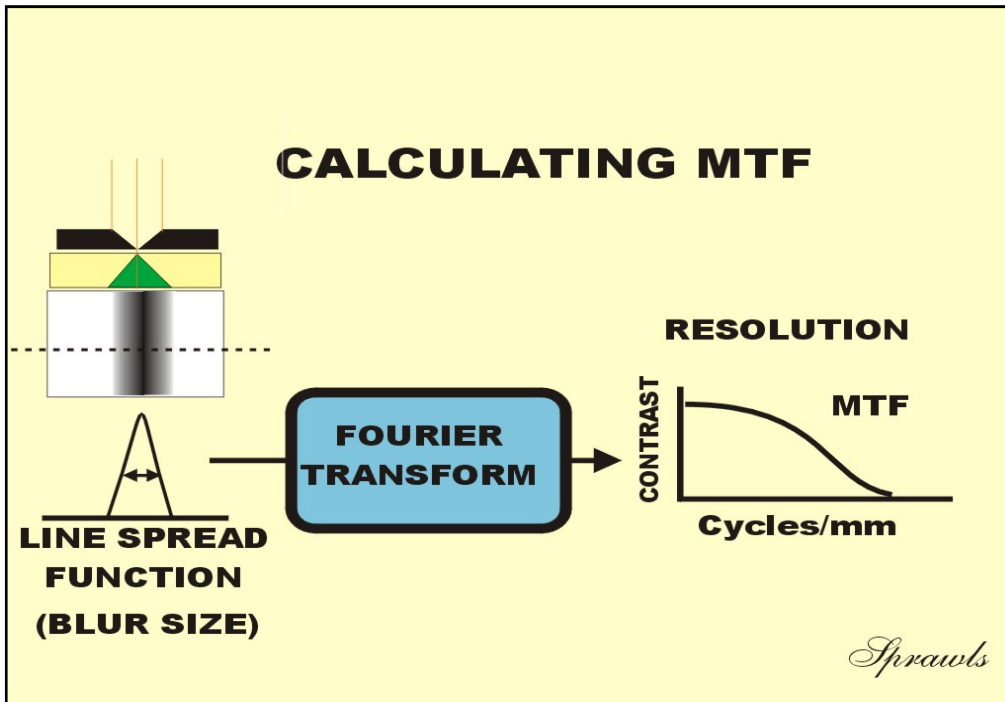 CALCULATING MTF
RESOLUTION
CONTRAST
MTF
Cycles/mm
FOURIER
TRANSFORM
LINE SPREAD
FUNCTION
(BLUR SIZE)
Sprawls